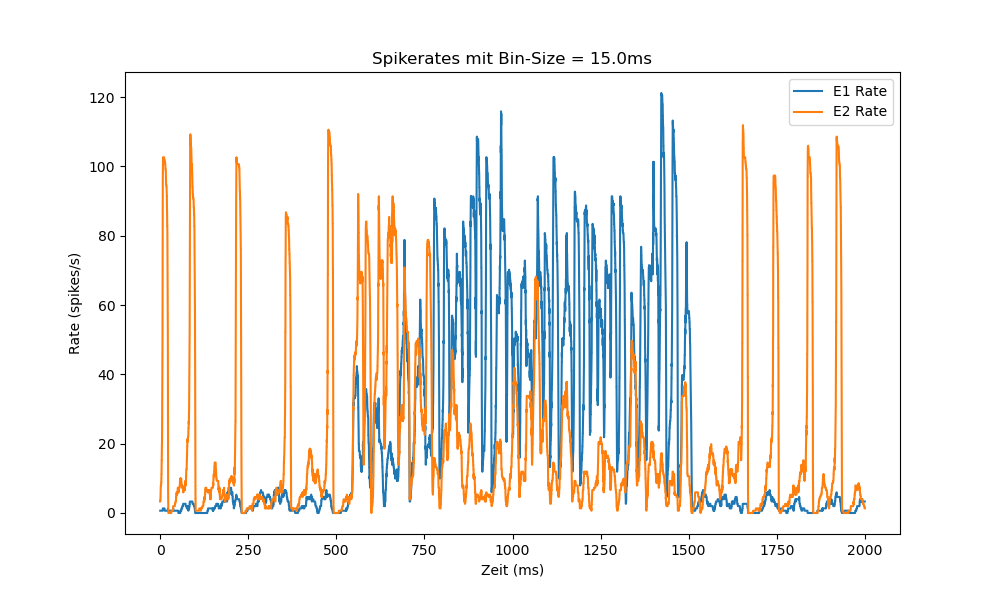 Spikerates mit Bin-Size = 15.0ms
E1 Rate
E2 Rate
120
100
80
60
40
20
0
Rate (spikes/s)
0 250 500 750 1000 1250 1500 1750 2000
Zeit (ms)